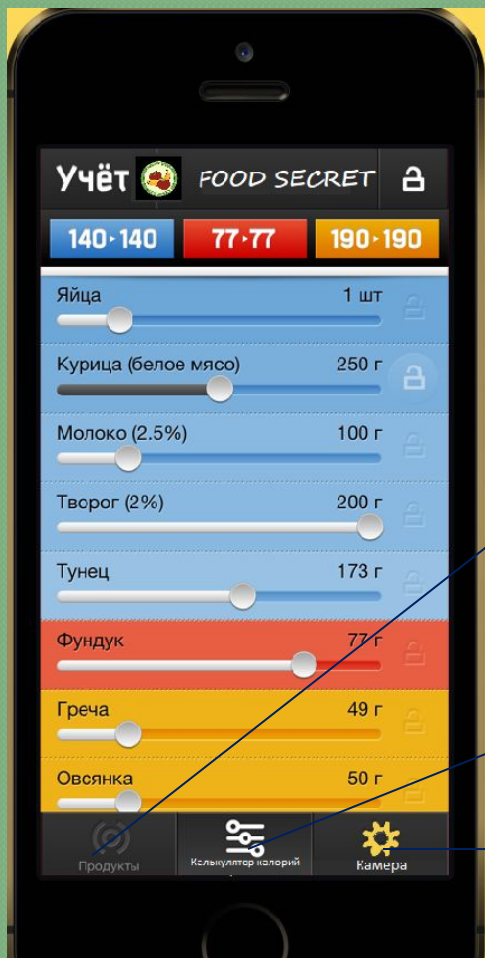 Учёт FOOD SECRET
140·140 77·77 190·190
Яйца 1 шт
Курица (белое мясо) 250 г
Молоко (2.5%) 100 г
Творог (2%) 200 г
Тунец 173 г
Фундук 77 г
Греча 49 г
Овсянка 50 г
Продукты Калькулятор калорий Камера